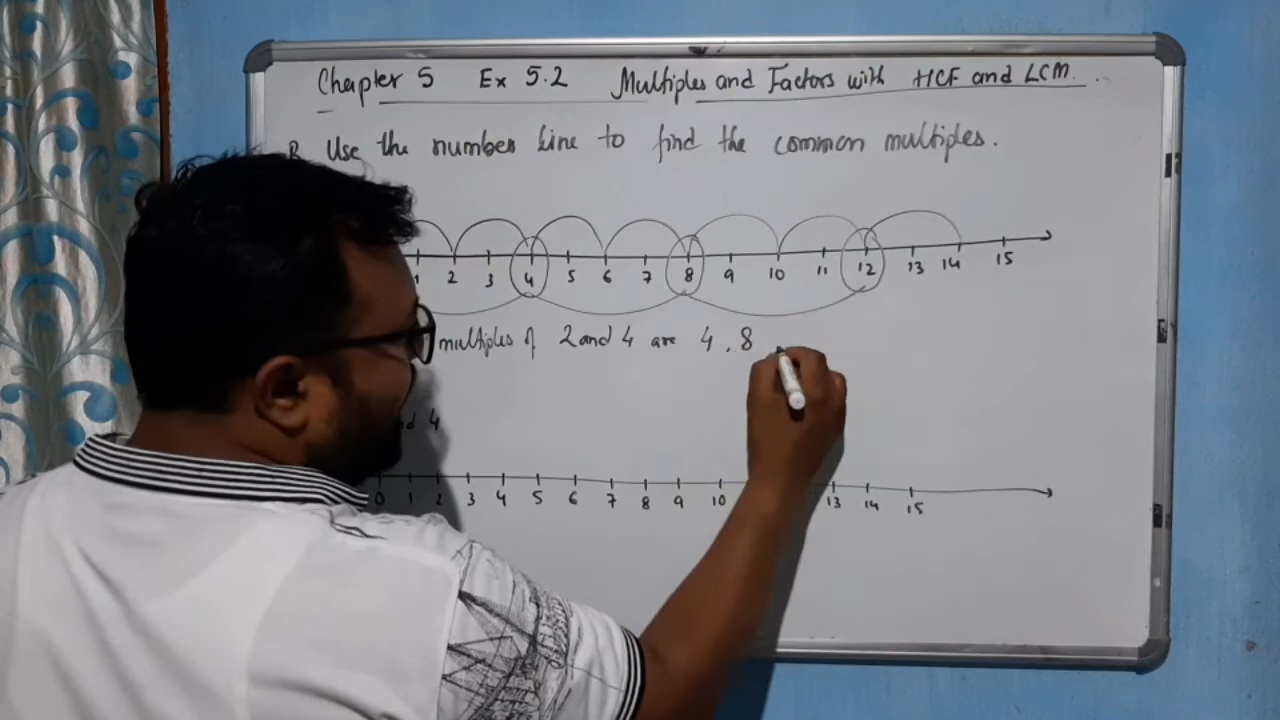 Chapter 5 Ex 5.2 Multiples and Factors with HCF and LCM.
Use the number line to find the common multiples.
1 2 3 4 5 6 7 8 9 10 11 12 13 14 15
multiples of 2 and 4 are 4, 8
4
0 1 2 3 4 5 6 7 8 9 10 13 14 15